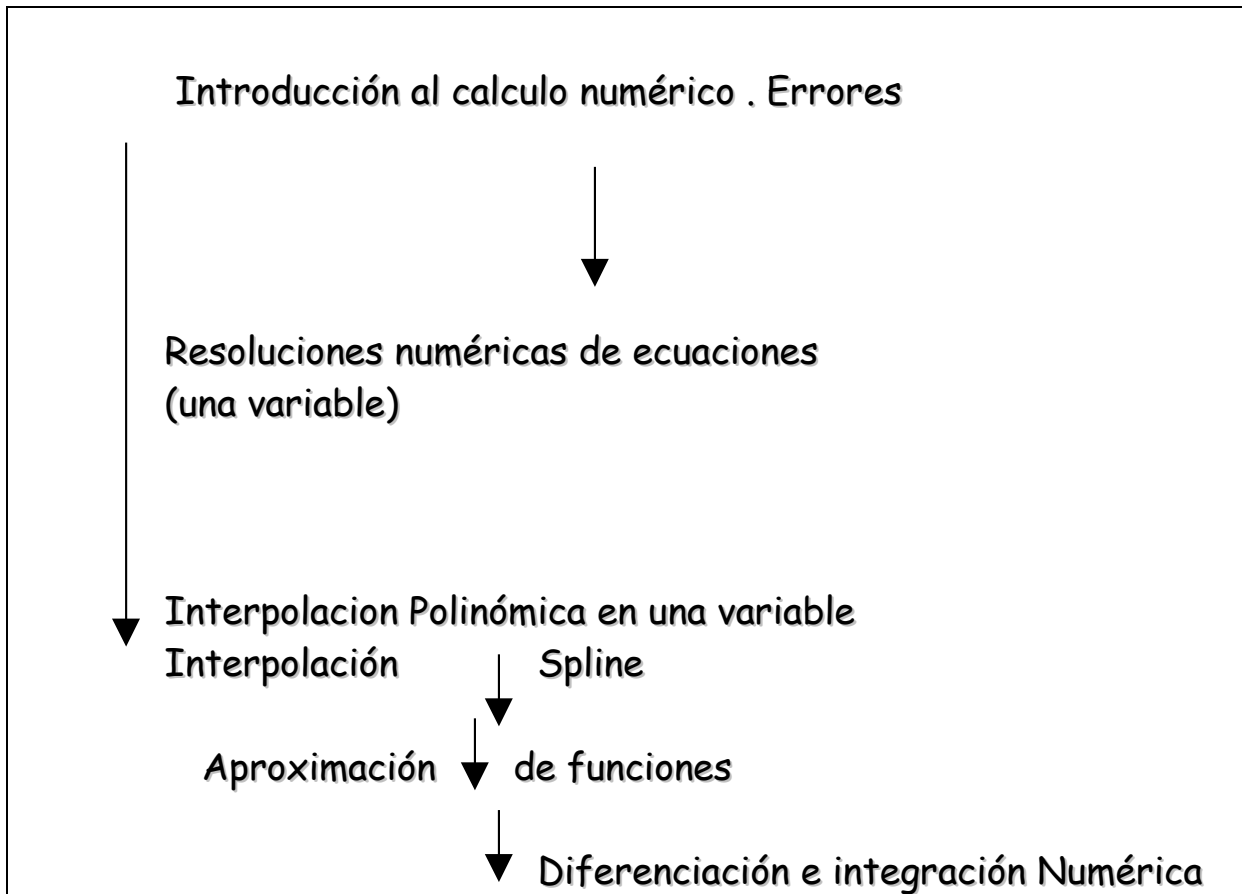 Introducción al calculo numérico . Errores
Resoluciones numéricas de ecuaciones
(una variable)
Interpolacion Polinómica en una variable
Interpolación Spline
Aproximación de funciones
Diferenciación e integración Numérica